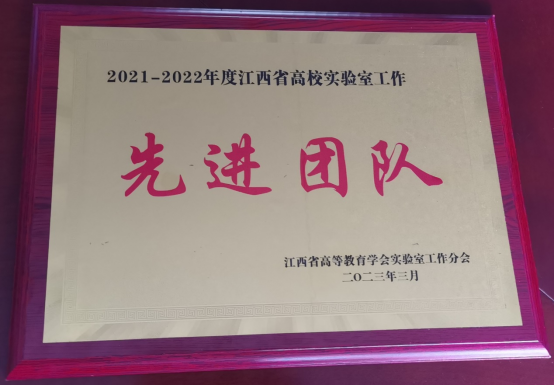 2021-2022年度江西省高校实验室工作
先进团队
江西省高等教育学会实验室工作分会
二〇二三年三月